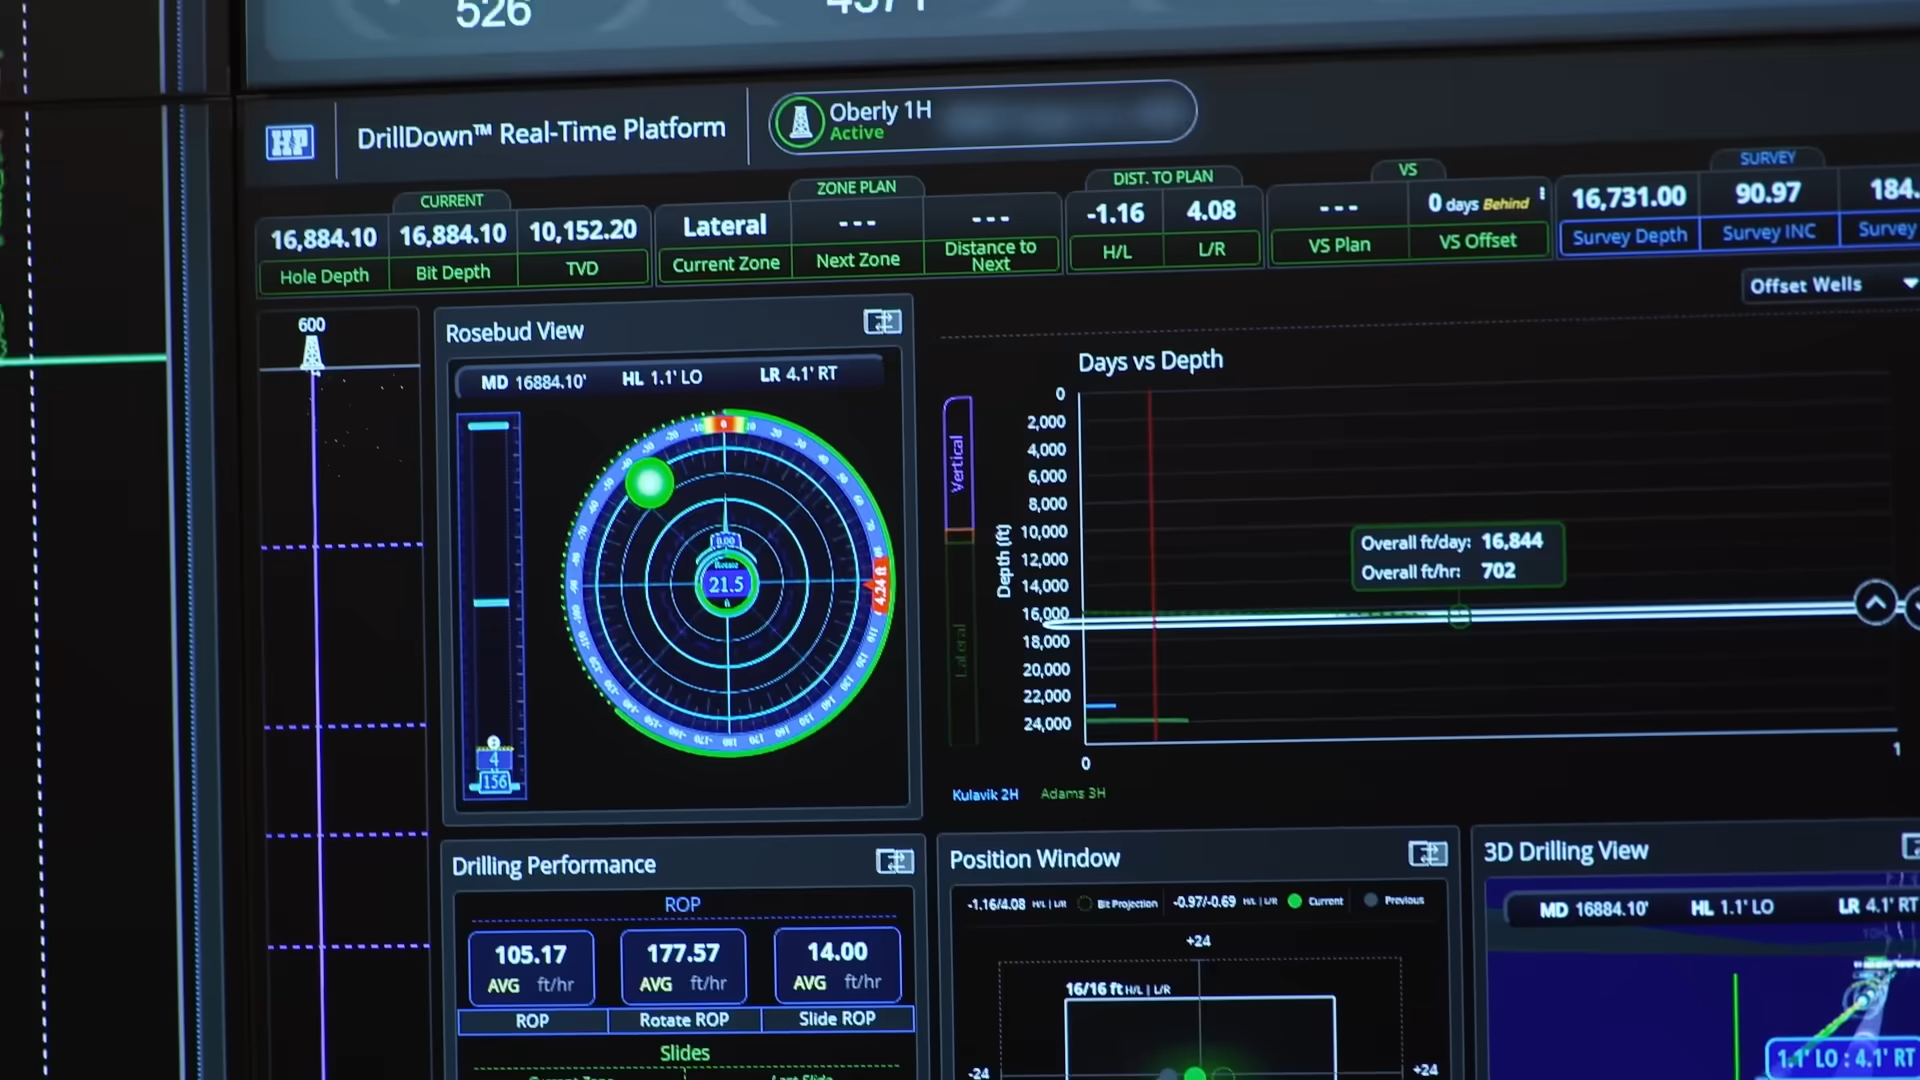 526
HP
DrillDown™ Real-Time Platform
Oberly 1H
Active
CURRENT
ZONE PLAN
DIST. TO PLAN
VS
SURVEY
16,884.10 16,884.10 10,152.20
Hole Depth Bit Depth TVD
Lateral --- ---
Current Zone Next Zone Distance to Next
-1.16 4.08
H/L L/R
--- 0 days Behind
VS Plan VS Offset
16,731.00 90.97 184.
Survey Depth Survey INC Survey
Offset Wells
600
Rosebud View
MD 16884.10' HL 1.1' LO LR 4.1' RT
0.00
Rotate
21.5
ft
4.24 ft
4
156
Days vs Depth
Vertical
Lateral
Depth (ft)
0
2,000
4,000
6,000
8,000
10,000
12,000
14,000
16,000
18,000
20,000
22,000
24,000
0 1
Overall ft/day: 16,844
Overall ft/hr: 702
Kulavik 2H Adams 3H
Drilling Performance
ROP
105.17 177.57 14.00
AVG ft/hr AVG ft/hr AVG ft/hr
ROP Rotate ROP Slide ROP
Slides
Position Window
-1.16/4.08 H/L | L/R Bit Projection -0.97/-0.69 H/L | L/R Current Previous
+24
16/16 ft H/L | L/R
-24 +24
3D Drilling View
MD 16884.10' HL 1.1' LO LR 4.1' RT
1.1' LO : 4.1' RT